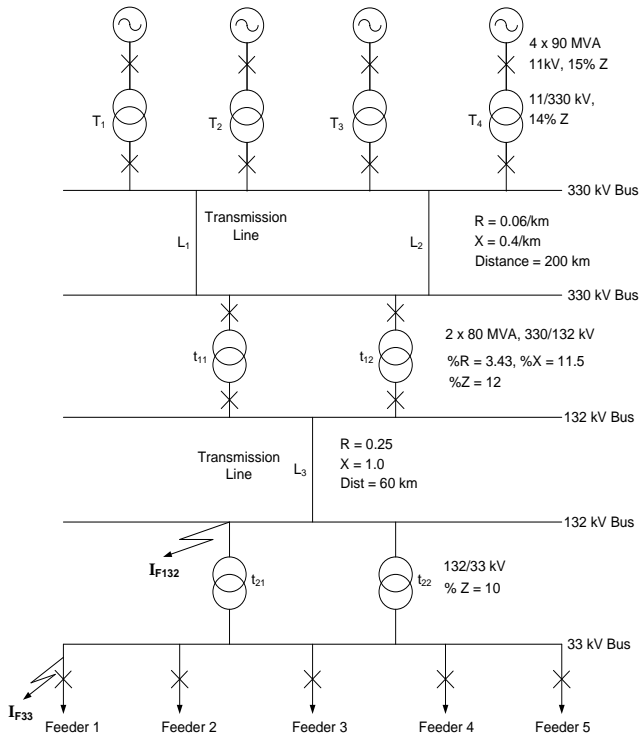 4 x 90 MVA
11kV, 15% Z
T1
T2
T3
T4
11/330 kV,
14% Z
330 kV Bus
Transmission
Line
L1
L2
R = 0.06/km
X = 0.4/km
Distance = 200 km
330 kV Bus
t11
t12
2 x 80 MVA, 330/132 kV
%R = 3.43, %X = 11.5
%Z = 12
132 kV Bus
Transmission
Line
L3
R = 0.25
X = 1.0
Dist = 60 km
132 kV Bus
IF132
t21
t22
132/33 kV
% Z = 10
33 kV Bus
IF33
Feeder 1
Feeder 2
Feeder 3
Feeder 4
Feeder 5